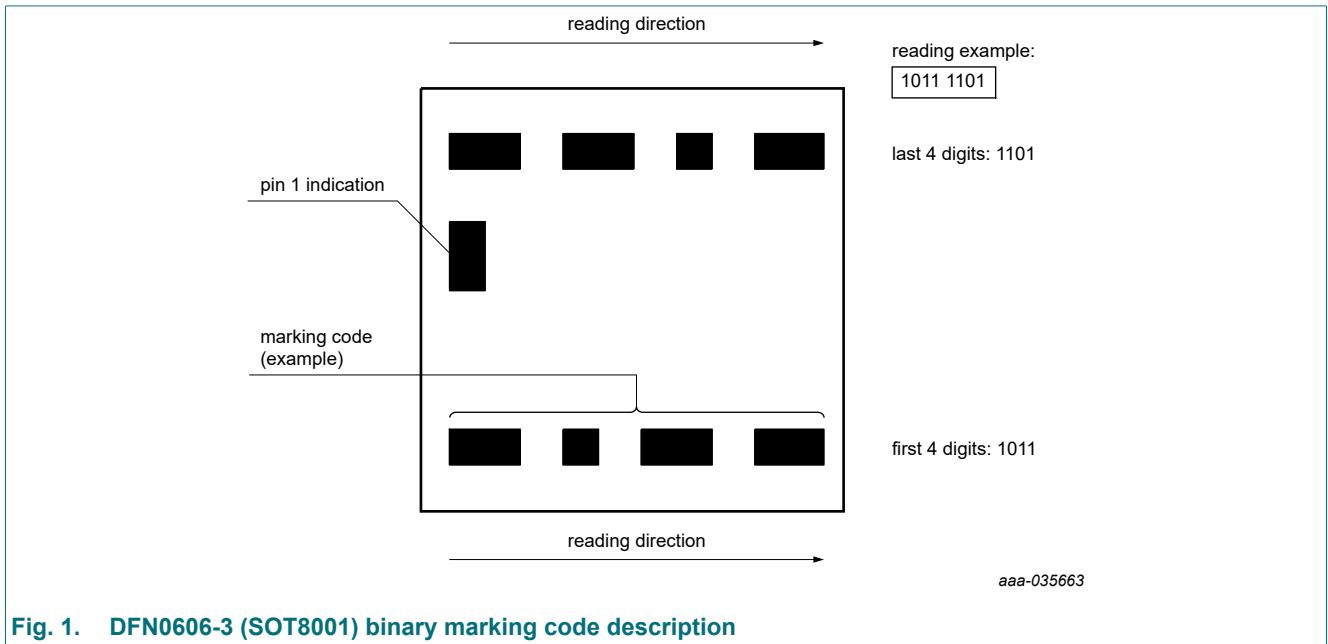 reading direction
reading example:
1011 1101
last 4 digits: 1101
pin 1 indication
marking code
(example)
first 4 digits: 1011
reading direction
aaa-035663
Fig. 1. DFN0606-3 (SOT8001) binary marking code description